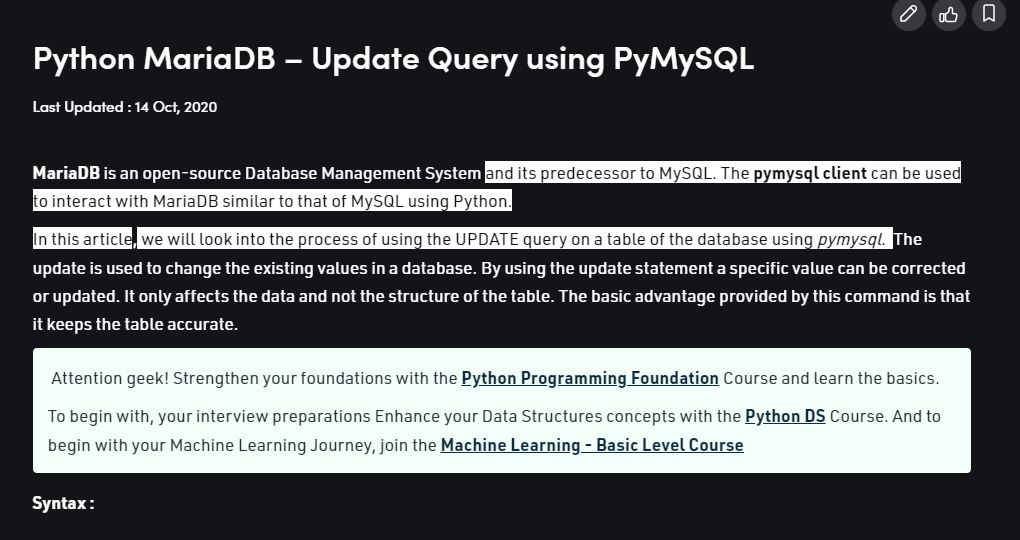 Python MariaDB – Update Query using PyMySQL
Last Updated : 14 Oct, 2020
MariaDB is an open-source Database Management System and its predecessor to MySQL. The pymysql client can be used
to interact with MariaDB similar to that of MySQL using Python.
In this article, we will look into the process of using the UPDATE query on a table of the database using pymysql. The
update is used to change the existing values in a database. By using the update statement a specific value can be corrected
or updated. It only affects the data and not the structure of the table. The basic advantage provided by this command is that
it keeps the table accurate.
Attention geek! Strengthen your foundations with the Python Programming Foundation Course and learn the basics.
To begin with, your interview preparations Enhance your Data Structures concepts with the Python DS Course. And to
begin with your Machine Learning Journey, join the Machine Learning - Basic Level Course
Syntax :